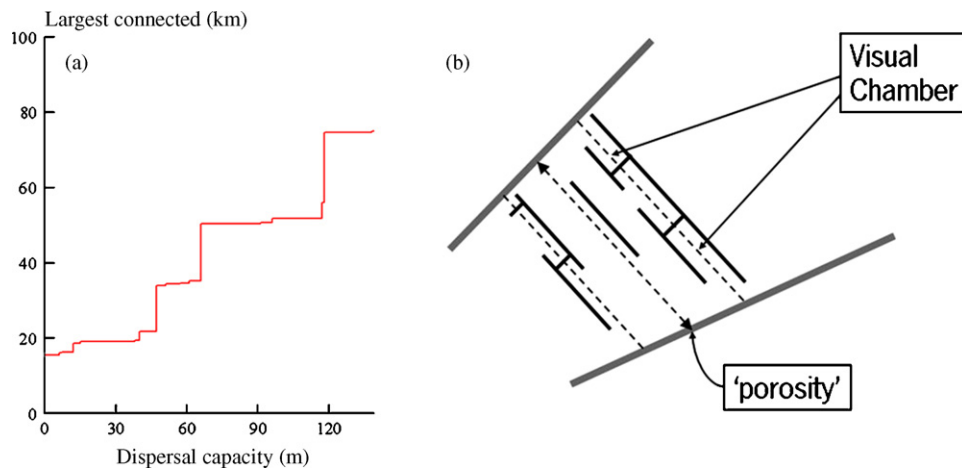 Largest connected (km)
100
80
60
40
20
0
(a)
0 30 60 90 120
Dispersal capacity (m)
(b)
Visual
Chamber
'porosity'